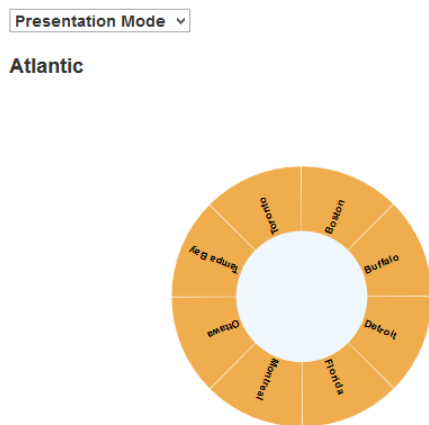 Presentation Mode
Atlantic
Boston
Buffalo
Detroit
Florida
Montreal
Ottawa
Tampa Bay
Toronto